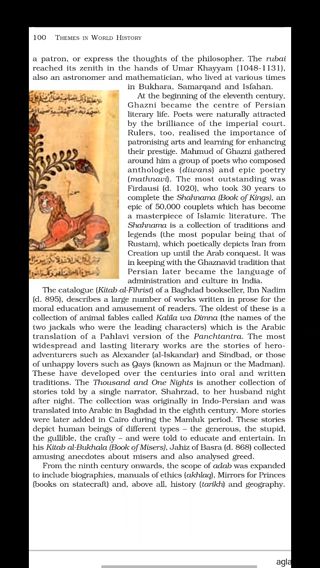 100 THEMES IN WORLD HISTORY
a patron, or express the thoughts of the philosopher. The rubai
reached its zenith in the hands of Umar Khayyam (1048-1131),
also an astronomer and mathematician, who lived at various times
in Bukhara, Samarqand and Isfahan.
At the beginning of the eleventh century,
Ghazni became the centre of Persian
literary life. Poets were naturally attracted
by the brilliance of the imperial court.
Rulers, too, realised the importance of
patronising arts and learning for enhancing
their prestige. Mahmud of Ghazni gathered
around him a group of poets who composed
anthologies (diwans) and epic poetry
(mathnavi). The most outstanding was
Firdausi (d. 1020), who took 30 years to
complete the Shahnama (Book of Kings), an
epic of 50,000 couplets which has become
a masterpiece of Islamic literature. The
Shahnama is a collection of traditions and
legends (the most popular being that of
Rustam), which poetically depicts Iran from
Creation up until the Arab conquest. It was
in keeping with the Ghaznavid tradition that
Persian later became the language of
administration and culture in India.
The catalogue (Kitab al-Fihrist) of a Baghdad bookseller, Ibn Nadim
(d. 895), describes a large number of works written in prose for the
moral education and amusement of readers. The oldest of these is a
collection of animal fables called Kalila wa Dimna (the names of the
two jackals who were the leading characters) which is the Arabic
translation of a Pahlavi version of the Panchtantra. The most
widespread and lasting literary works are the stories of hero-
adventurers such as Alexander (al-Iskandar) and Sindbad, or those
of unhappy lovers such as Qays (known as Majnun or the Madman).
These have developed over the centuries into oral and written
traditions. The Thousand and One Nights is another collection of
stories told by a single narrator, Shahrzad, to her husband night
after night. The collection was originally in Indo-Persian and was
translated into Arabic in Baghdad in the eighth century. More stories
were later added in Cairo during the Mamluk period. These stories
depict human beings of different types – the generous, the stupid,
the gullible, the crafty – and were told to educate and entertain. In
his Kitab al-Bukhala (Book of Misers), Jahiz of Basra (d. 868) collected
amusing anecdotes about misers and also analysed greed.
From the ninth century onwards, the scope of adab was expanded
to include biographies, manuals of ethics (akhlaq), Mirrors for Princes
(books on statecraft) and, above all, history (tarikh) and geography.
agla